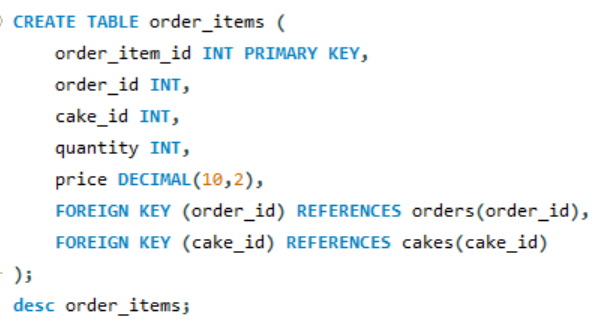 CREATE TABLE order_items (
order_item_id INT PRIMARY KEY,
order_id INT,
cake_id INT,
quantity INT,
price DECIMAL(10,2),
FOREIGN KEY (order_id) REFERENCES orders(order_id),
FOREIGN KEY (cake_id) REFERENCES cakes(cake_id)
);
desc order_items;